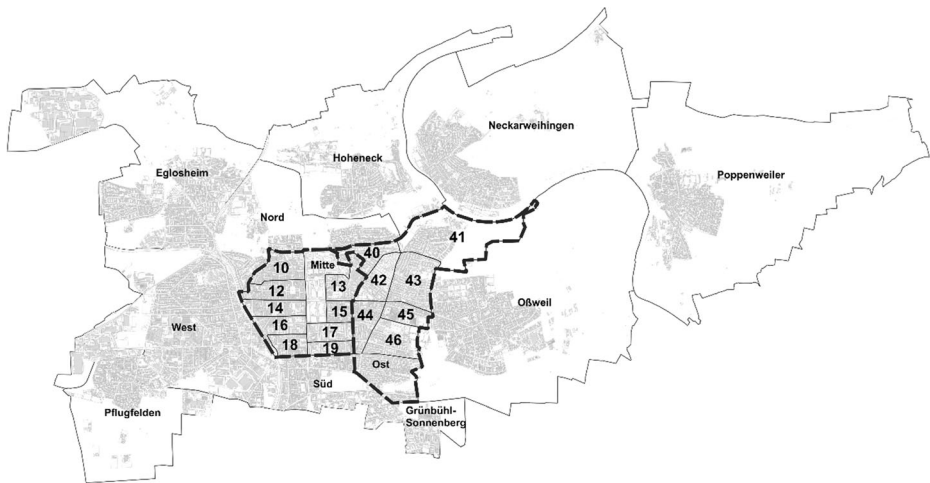 Neckarweihingen
Hoheneck
Eglosheim
Poppenweiler
Nord
41
40
Mitte
10
42
43
13
12
Oßweil
14
15
44
45
West
16
17
46
18
19
Ost
Süd
Pflugfelden
Grünbühl-
Sonnenberg